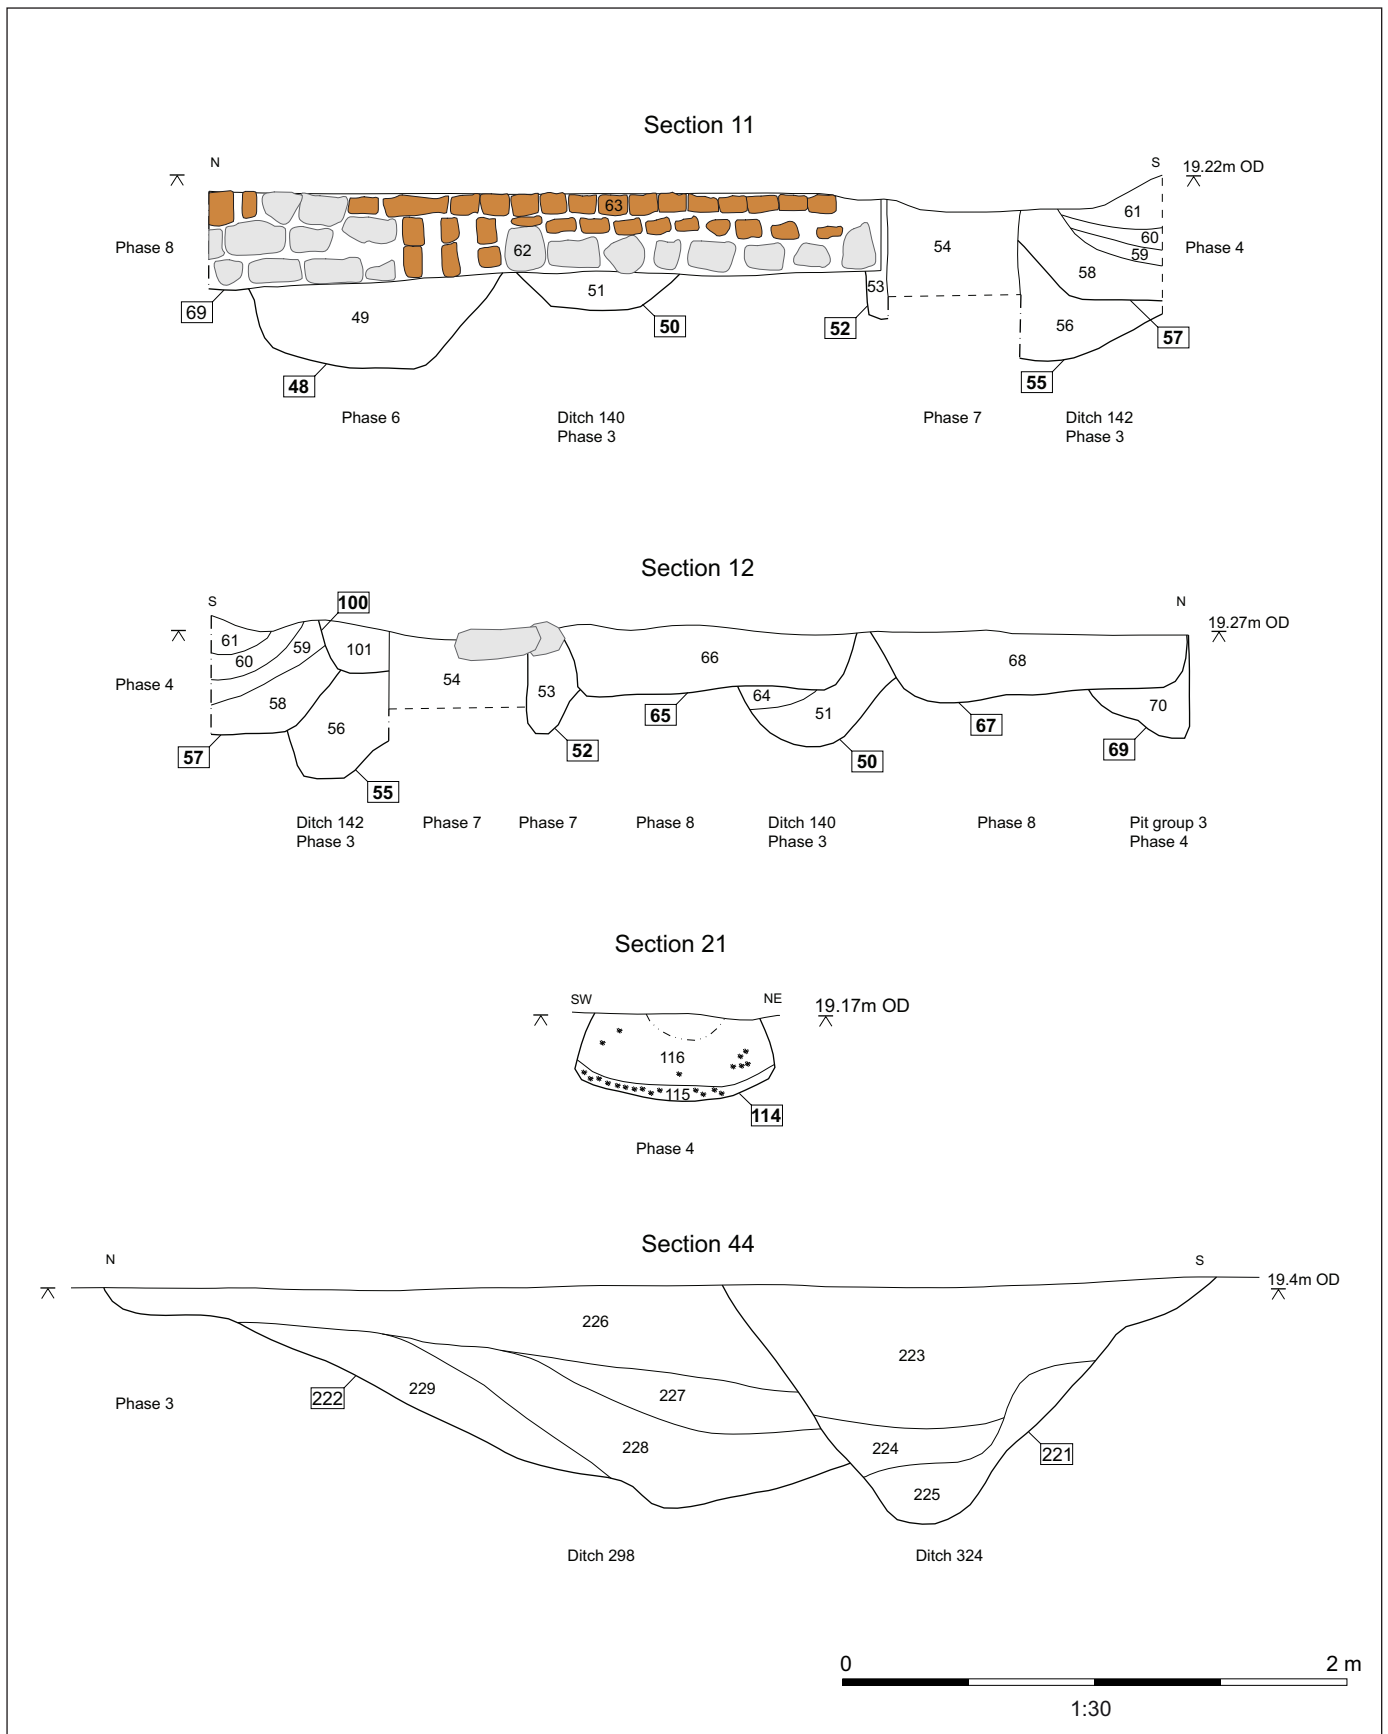 Section 11
N
S
19.22m OD
63
61
Phase 8
62
54
60
Phase 4
59
51
53
58
69
49
50
52
56
57
48
55
Phase 6
Ditch 140
Phase 3
Phase 7
Ditch 142
Phase 3
Section 12
S
100
N
19.27m OD
61
59
101
60
66
68
Phase 4
54
53
64
58
51
70
65
56
67
57
52
50
69
55
Ditch 142
Phase 3
Phase 7
Phase 7
Phase 8
Ditch 140
Phase 3
Phase 8
Pit group 3
Phase 4
Section 21
SW
NE
19.17m OD
116
115
114
Phase 4
Section 44
N
S
19.4m OD
226
223
229
227
Phase 3
222
228
224
221
225
Ditch 298
Ditch 324
0
2 m
1:30